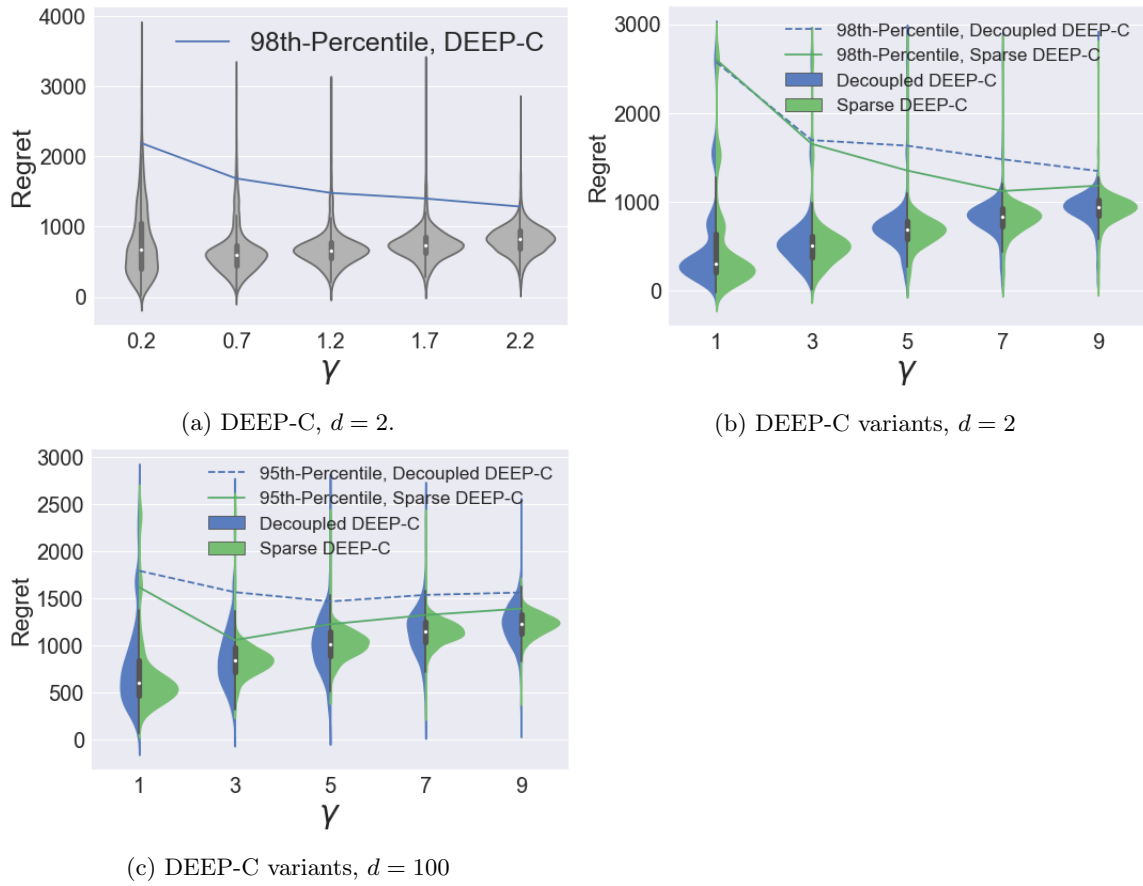 4000
3000
2000
1000
0
Regret
98th-Percentile, DEEP-C
0.2 0.7 1.2 1.7 2.2
γ
(a) DEEP-C, d = 2.
3000
2000
1000
0
Regret
98th-Percentile, Decoupled DEEP-C
98th-Percentile, Sparse DEEP-C
Decoupled DEEP-C
Sparse DEEP-C
1 3 5 7 9
γ
(b) DEEP-C variants, d = 2
3000
2500
2000
1500
1000
500
0
Regret
95th-Percentile, Decoupled DEEP-C
95th-Percentile, Sparse DEEP-C
Decoupled DEEP-C
Sparse DEEP-C
1 3 5 7 9
γ
(c) DEEP-C variants, d = 100